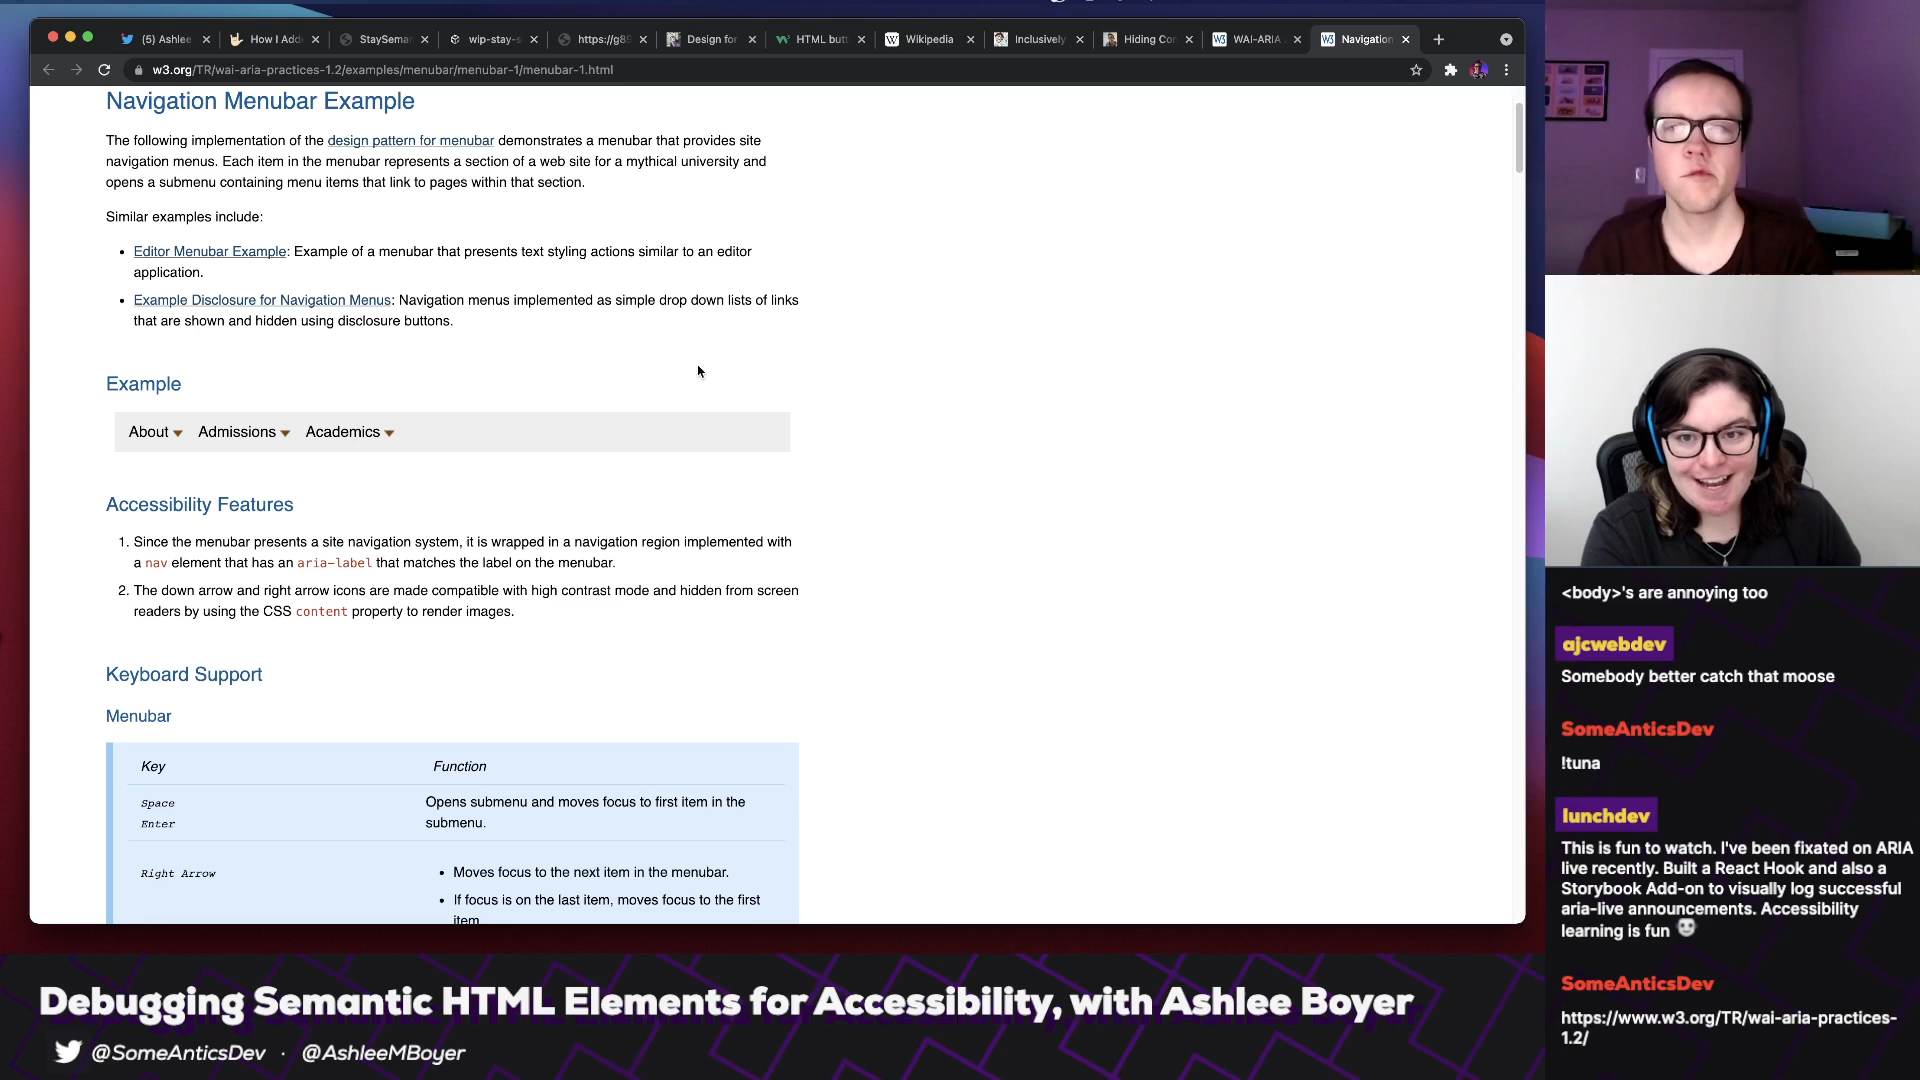 (5) Ashlee
How I Add
StaySeman
wip-stay-s
https://g8
Design for
HTML butt
Wikipedia
Inclusively
Hiding Con
WAI-ARIA
Navigation
w3.org/TR/wai-aria-practices-1.2/examples/menubar/menubar-1/menubar-1.html
Navigation Menubar Example
The following implementation of the design pattern for menubar demonstrates a menubar that provides site
navigation menus. Each item in the menubar represents a section of a web site for a mythical university and
opens a submenu containing menu items that link to pages within that section.
Similar examples include:
• Editor Menubar Example: Example of a menubar that presents text styling actions similar to an editor
application.
• Example Disclosure for Navigation Menus: Navigation menus implemented as simple drop down lists of links
that are shown and hidden using disclosure buttons.
Example
About Admissions Academics
Accessibility Features
1. Since the menubar presents a site navigation system, it is wrapped in a navigation region implemented with
a nav element that has an aria-label that matches the label on the menubar.
2. The down arrow and right arrow icons are made compatible with high contrast mode and hidden from screen
readers by using the CSS content property to render images.
Keyboard Support
Menubar
Key Function
Space
Enter
Opens submenu and moves focus to first item in the
submenu.
Right Arrow
• Moves focus to the next item in the menubar.
• If focus is on the last item, moves focus to the first
item.
<body>'s are annoying too
ajcwebdev
Somebody better catch that moose
SomeAnticsDev
!tuna
lunchdev
This is fun to watch. I've been fixated on ARIA
live recently. Built a React Hook and also a
Storybook Add-on to visually log successful
aria-live announcements. Accessibility
learning is fun
SomeAnticsDev
https://www.w3.org/TR/wai-aria-practices-
1.2/
Debugging Semantic HTML Elements for Accessibility, with Ashlee Boyer
@SomeAnticsDev · @AshleeMBoyer